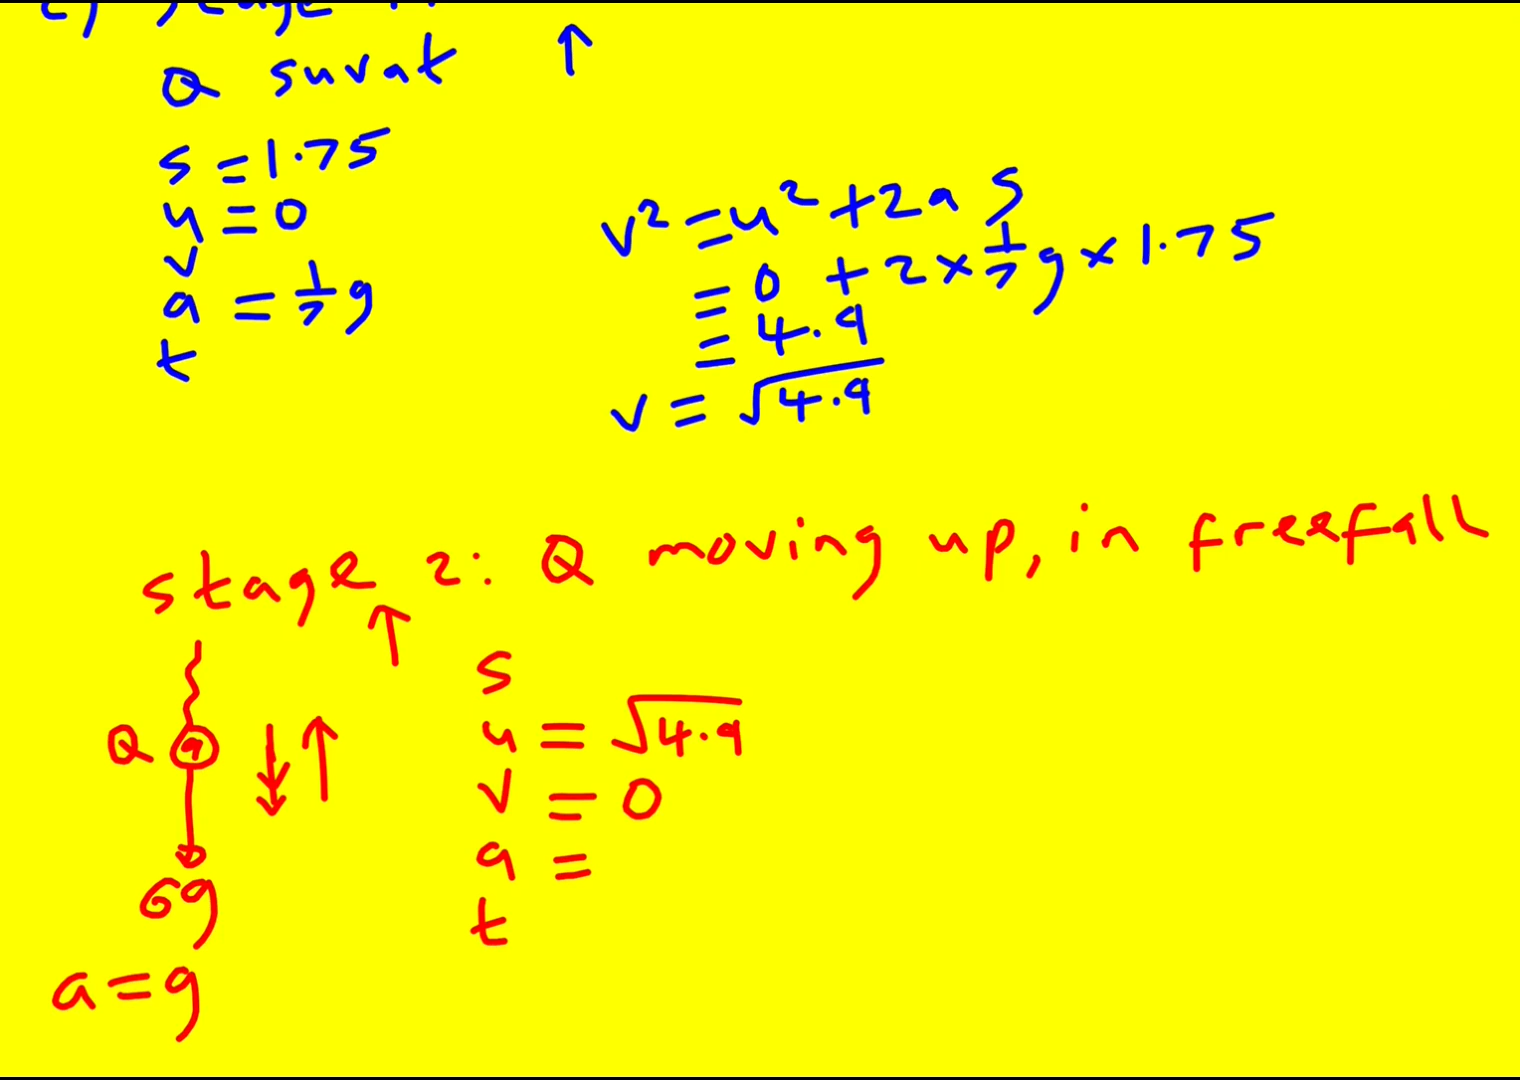 Q suvat ↑
s = 1.75
u = 0
v
a = 1/7 g
t
v² = u² + 2as
= 0 + 2 × 1/7 g × 1.75
= 4.9
v = √4.9
stage 2: Q moving up, in freefall
↑
s
u = √4.9
v = 0
a =
t
Q
6g
a = g